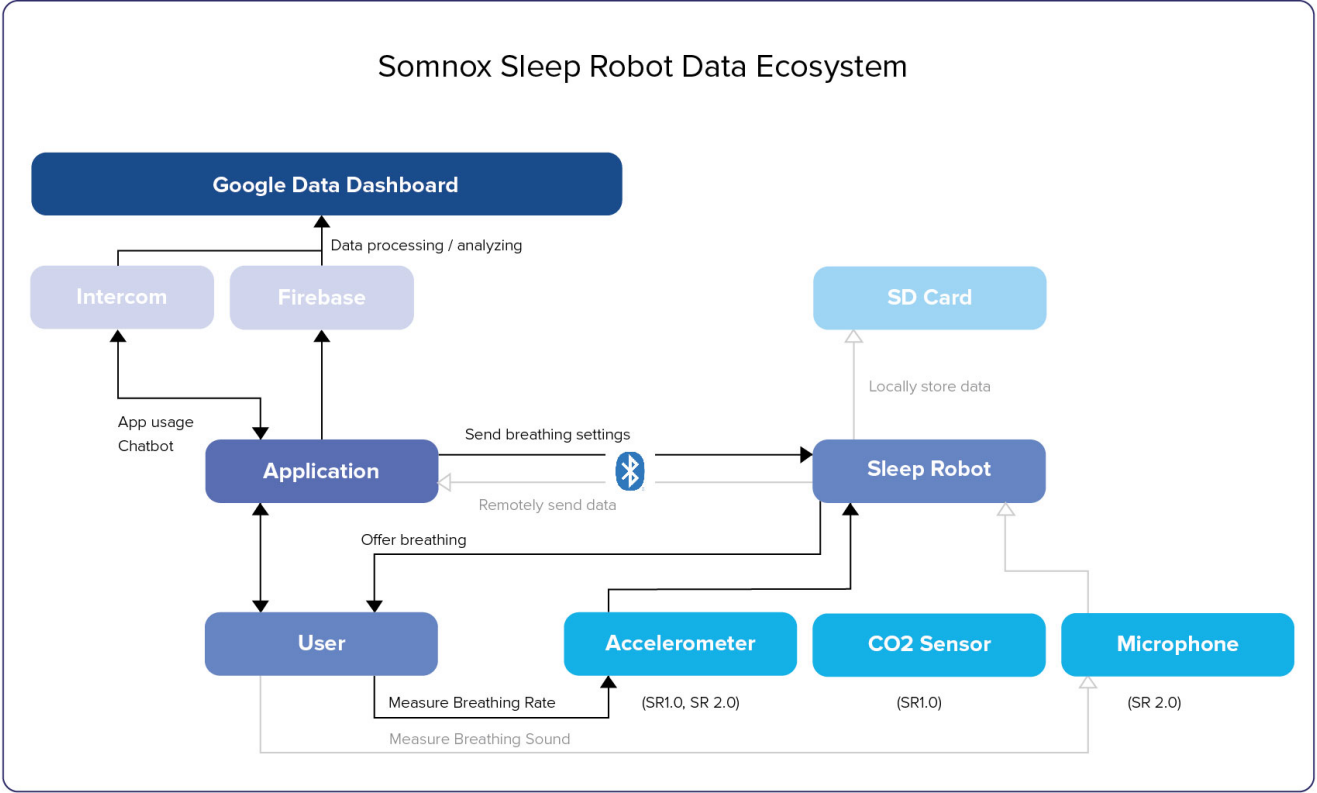 Somnox Sleep Robot Data Ecosystem
Google Data Dashboard
Data processing / analyzing
Intercom
Firebase
SD Card
Locally store data
App usage
Chatbot
Send breathing settings
Application
Sleep Robot
Remotely send data
Offer breathing
User
Accelerometer
CO2 Sensor
Microphone
Measure Breathing Rate
(SR1.0, SR 2.0)
(SR1.0)
(SR 2.0)
Measure Breathing Sound